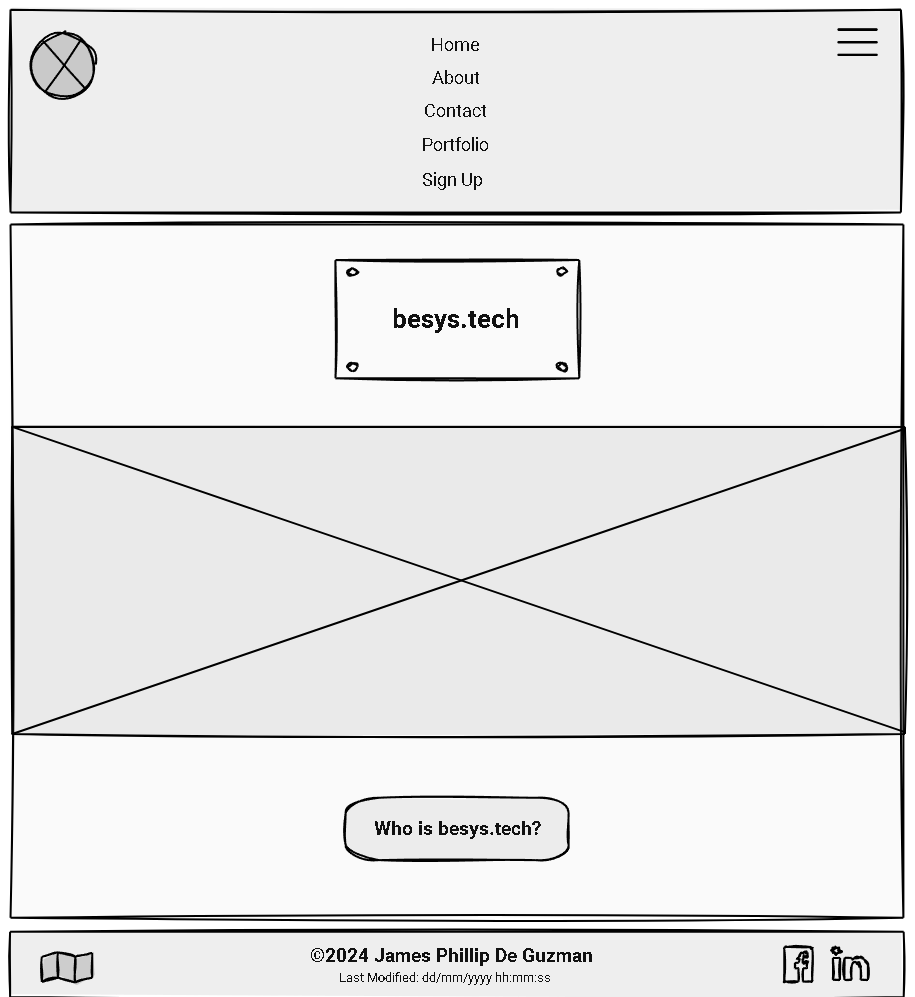 Home
About
Contact
Portfolio
Sign Up
besys.tech
Who is besys.tech?
©2024 James Phillip De Guzman
Last Modified: dd/mm/yyyy hh:mm:ss
f
in